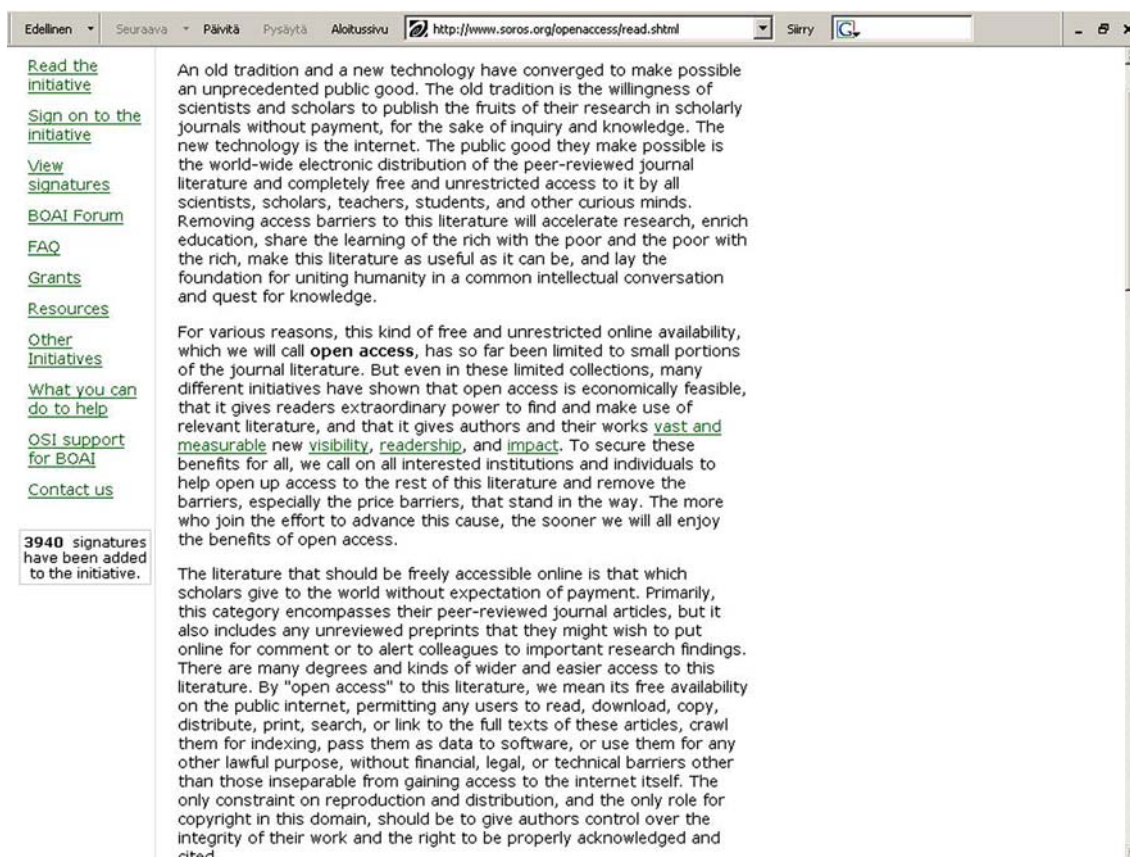 Edellinen Seuraava Päivitä Pysäytä Aloitussivu http://www.soros.org/openaccess/read.shtml Siirry
Read the
initiative
Sign on to the
initiative
View
signatures
BOAI Forum
FAQ
Grants
Resources
Other
Initiatives
What you can
do to help
OSI support
for BOAI
Contact us
3940 signatures
have been added
to the initiative.
An old tradition and a new technology have converged to make possible
an unprecedented public good. The old tradition is the willingness of
scientists and scholars to publish the fruits of their research in scholarly
journals without payment, for the sake of inquiry and knowledge. The
new technology is the internet. The public good they make possible is
the world-wide electronic distribution of the peer-reviewed journal
literature and completely free and unrestricted access to it by all
scientists, scholars, teachers, students, and other curious minds.
Removing access barriers to this literature will accelerate research, enrich
education, share the learning of the rich with the poor and the poor with
the rich, make this literature as useful as it can be, and lay the
foundation for uniting humanity in a common intellectual conversation
and quest for knowledge.
For various reasons, this kind of free and unrestricted online availability,
which we will call open access, has so far been limited to small portions
of the journal literature. But even in these limited collections, many
different initiatives have shown that open access is economically feasible,
that it gives readers extraordinary power to find and make use of
relevant literature, and that it gives authors and their works vast and
measurable new visibility, readership, and impact. To secure these
benefits for all, we call on all interested institutions and individuals to
help open up access to the rest of this literature and remove the
barriers, especially the price barriers, that stand in the way. The more
who join the effort to advance this cause, the sooner we will all enjoy
the benefits of open access.
The literature that should be freely accessible online is that which
scholars give to the world without expectation of payment. Primarily,
this category encompasses their peer-reviewed journal articles, but it
also includes any unreviewed preprints that they might wish to put
online for comment or to alert colleagues to important research findings.
There are many degrees and kinds of wider and easier access to this
literature. By "open access" to this literature, we mean its free availability
on the public internet, permitting any users to read, download, copy,
distribute, print, search, or link to the full texts of these articles, crawl
them for indexing, pass them as data to software, or use them for any
other lawful purpose, without financial, legal, or technical barriers other
than those inseparable from gaining access to the internet itself. The
only constraint on reproduction and distribution, and the only role for
copyright in this domain, should be to give authors control over the
integrity of their work and the right to be properly acknowledged and
cited